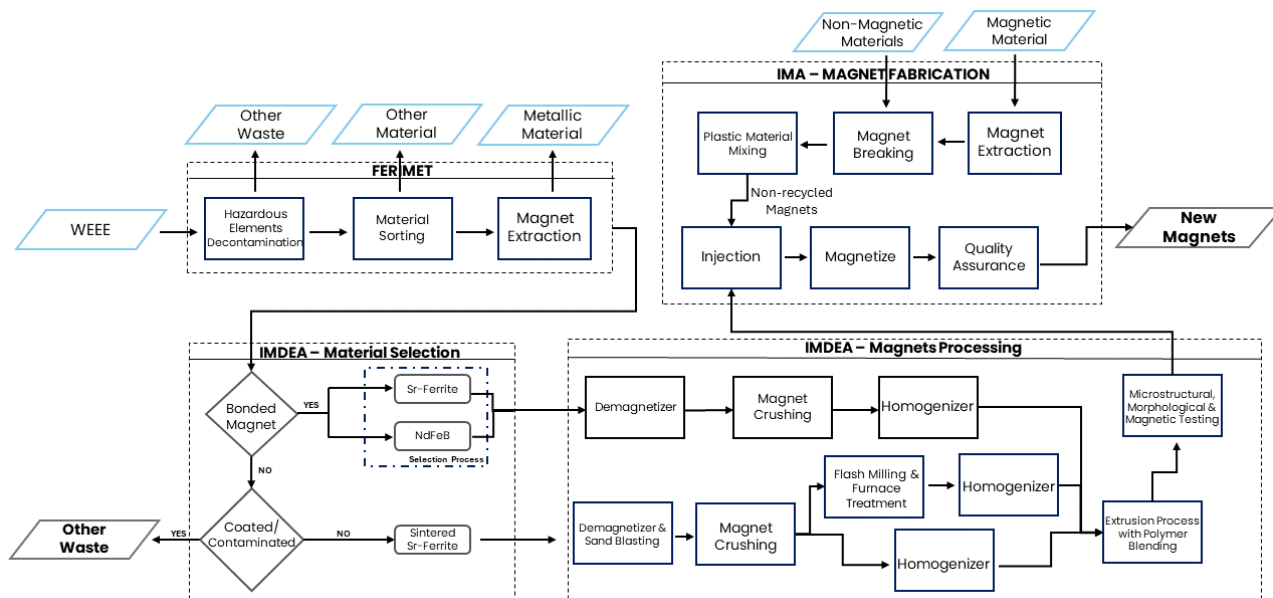 Non-Magnetic
Materials
Magnetic
Material
IMA – MAGNET FABRICATION
Other
Waste
Other
Material
Metallic
Material
Plastic Material
Mixing
Magnet
Breaking
Magnet
Extraction
FERIMET
Non-recycled
Magnets
WEEE
Hazardous
Elements
Decontamination
Material
Sorting
Magnet
Extraction
New
Magnets
Injection
Magnetize
Quality
Assurance
IMDEA – Material Selection
IMDEA – Magnets Processing
Bonded
Magnet
YES
Sr-Ferrite
NdFeB
Selection Process
Demagnetizer
Magnet
Crushing
Homogenizer
Microstructural,
Morphological &
Magnetic Testing
NO
Flash Milling &
Furnace
Treatment
Homogenizer
Other
Waste
YES
Coated/
Contaminated
NO
Sintered
Sr-Ferrite
Demagnetizer &
Sand Blasting
Magnet
Crushing
Homogenizer
Extrusion Process
with Polymer
Blending